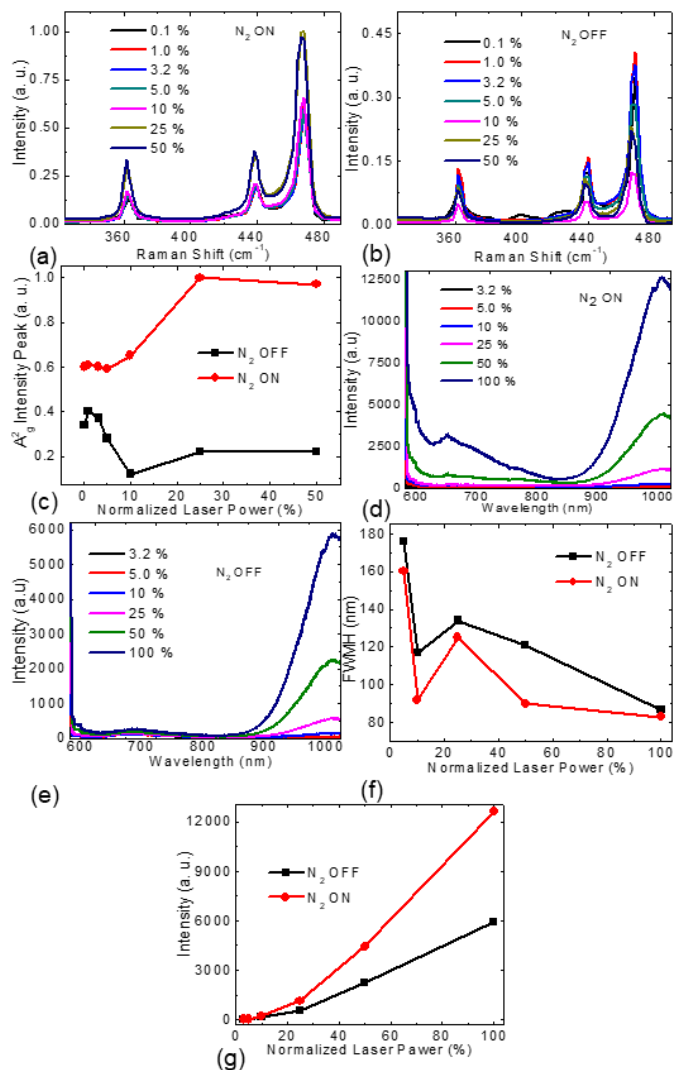 N2 ON
0.1 %
1.0 %
3.2 %
5.0 %
10 %
25 %
50 %
1.00
0.75
0.50
0.25
0.00
Intensity (a. u.)
360 400 440 480
Raman Shift (cm-1)
(a)
N2 OFF
0.1 %
1.0 %
3.2 %
5.0 %
10 %
25 %
50 %
0.45
0.30
0.15
0.00
Intensity (a. u.)
360 400 440 480
Raman Shift (cm-1)
(b)
1.0
0.8
0.6
0.4
0.2
A2g Intensity Peak (a. u.)
N2 OFF
N2 ON
0 10 20 30 40 50
Normalized Laser Power (%)
(c)
12500
10000
7500
5000
2500
0
Intensity (a.u)
3.2 %
5.0 %
10 %
25 %
50 %
100 %
N2 ON
600 700 800 900 1000
Wavelength (nm)
(d)
6000
5000
4000
3000
2000
1000
0
Intensity (a.u)
3.2 %
5.0 %
10 %
25 %
50 %
100 %
N2 OFF
600 700 800 900 1000
Wavelength (nm)
(e)
180
160
140
120
100
80
FWMH (nm)
N2 OFF
N2 ON
0 20 40 60 80 100
Normalized Laser Power (%)
(f)
12000
9000
6000
3000
0
Intensity (a. u.)
N2 OFF
N2 ON
0 20 40 60 80 100
Normalized Laser Pawer (%)
(g)